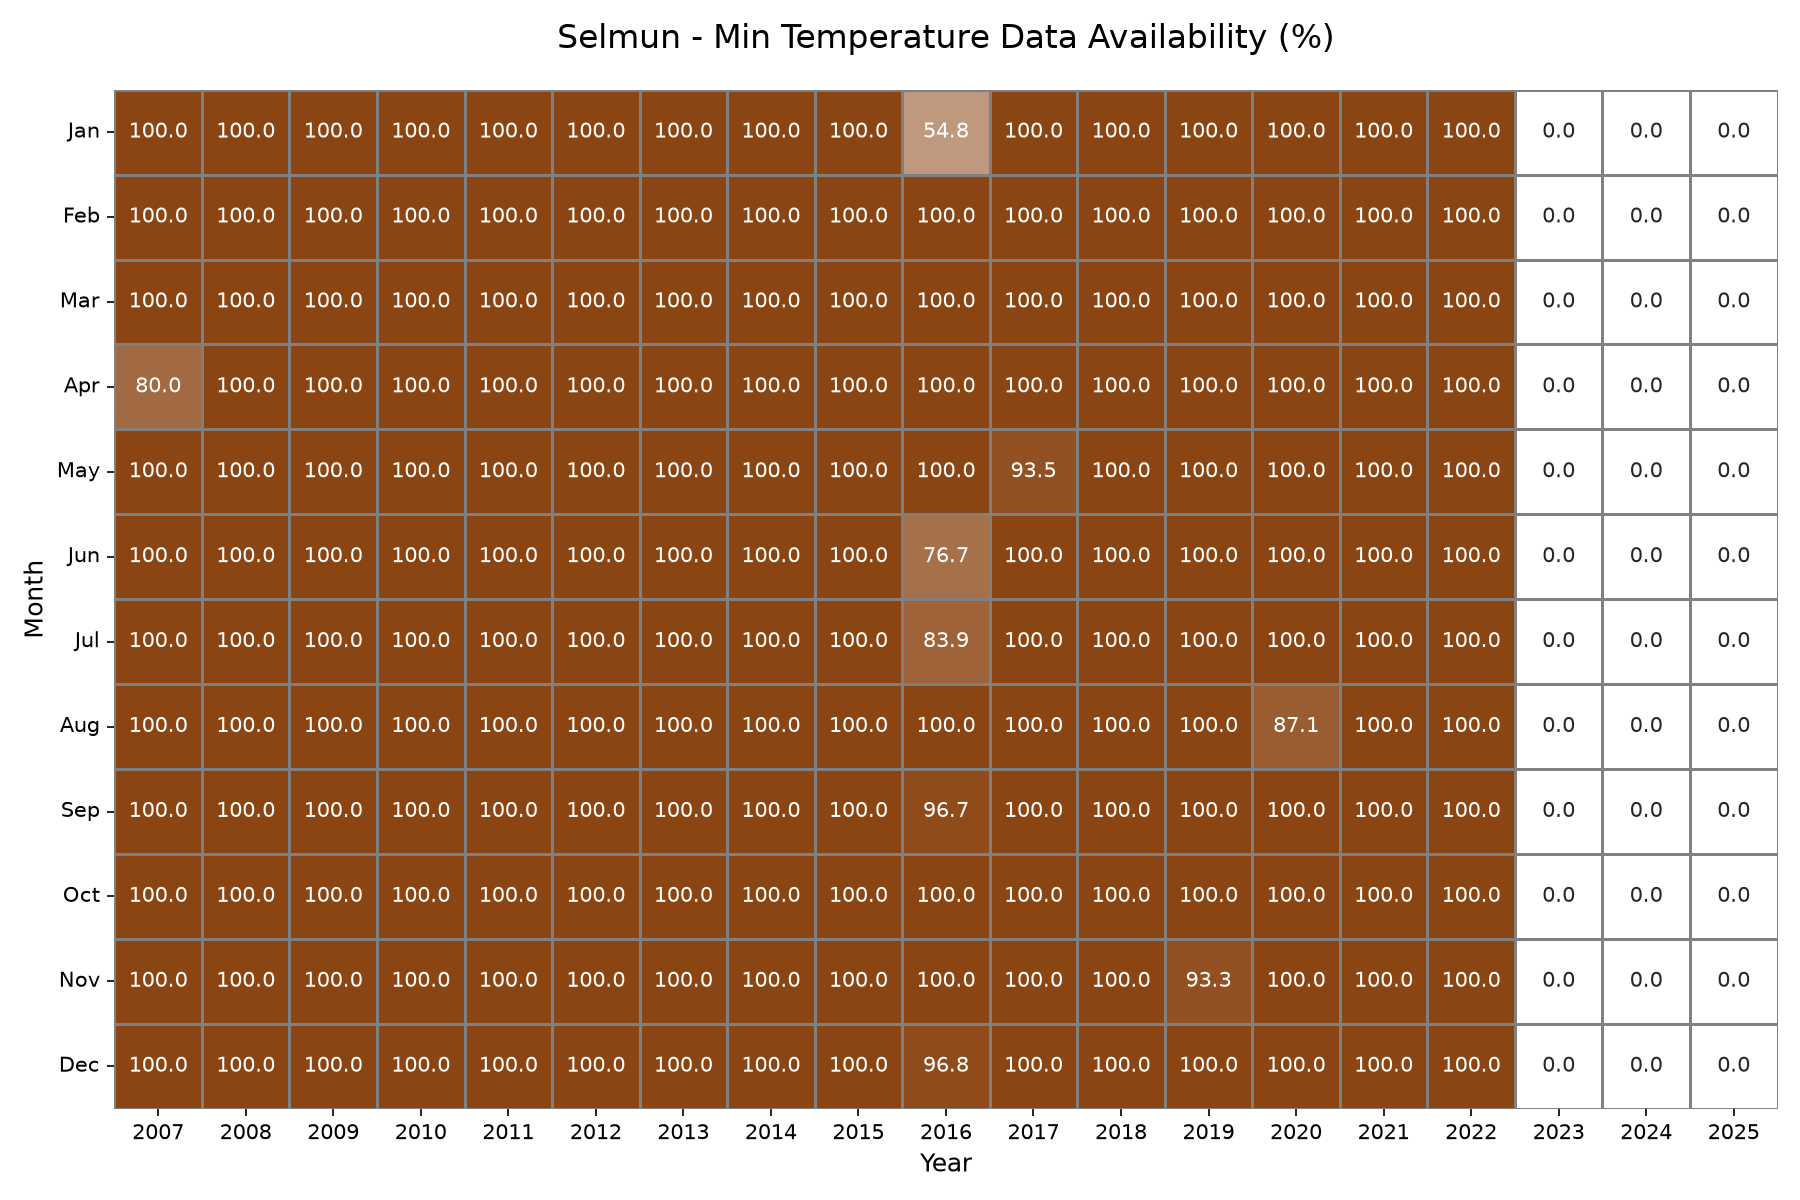 Selmun - Min Temperature Data Availability (%)
Jan 100.0 100.0 100.0 100.0 100.0 100.0 100.0 100.0 100.0 54.8 100.0 100.0 100.0 100.0 100.0 100.0 0.0 0.0 0.0
Feb 100.0 100.0 100.0 100.0 100.0 100.0 100.0 100.0 100.0 100.0 100.0 100.0 100.0 100.0 100.0 100.0 0.0 0.0 0.0
Mar 100.0 100.0 100.0 100.0 100.0 100.0 100.0 100.0 100.0 100.0 100.0 100.0 100.0 100.0 100.0 100.0 0.0 0.0 0.0
Apr 80.0 100.0 100.0 100.0 100.0 100.0 100.0 100.0 100.0 100.0 100.0 100.0 100.0 100.0 100.0 100.0 0.0 0.0 0.0
May 100.0 100.0 100.0 100.0 100.0 100.0 100.0 100.0 100.0 100.0 93.5 100.0 100.0 100.0 100.0 100.0 0.0 0.0 0.0
Jun 100.0 100.0 100.0 100.0 100.0 100.0 100.0 100.0 100.0 76.7 100.0 100.0 100.0 100.0 100.0 100.0 0.0 0.0 0.0
Jul 100.0 100.0 100.0 100.0 100.0 100.0 100.0 100.0 100.0 83.9 100.0 100.0 100.0 100.0 100.0 100.0 0.0 0.0 0.0
Aug 100.0 100.0 100.0 100.0 100.0 100.0 100.0 100.0 100.0 100.0 100.0 100.0 100.0 87.1 100.0 100.0 0.0 0.0 0.0
Sep 100.0 100.0 100.0 100.0 100.0 100.0 100.0 100.0 100.0 96.7 100.0 100.0 100.0 100.0 100.0 100.0 0.0 0.0 0.0
Oct 100.0 100.0 100.0 100.0 100.0 100.0 100.0 100.0 100.0 100.0 100.0 100.0 100.0 100.0 100.0 100.0 0.0 0.0 0.0
Nov 100.0 100.0 100.0 100.0 100.0 100.0 100.0 100.0 100.0 100.0 100.0 100.0 93.3 100.0 100.0 100.0 0.0 0.0 0.0
Dec 100.0 100.0 100.0 100.0 100.0 100.0 100.0 100.0 100.0 96.8 100.0 100.0 100.0 100.0 100.0 100.0 0.0 0.0 0.0
2007 2008 2009 2010 2011 2012 2013 2014 2015 2016 2017 2018 2019 2020 2021 2022 2023 2024 2025
Year
Month